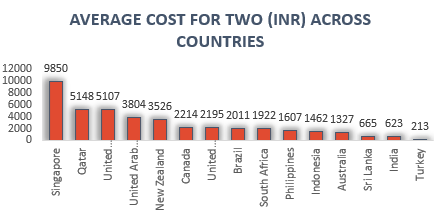 AVERAGE COST FOR TWO (INR) ACROSS
COUNTRIES
12000
10000
8000
6000
4000
2000
0
9850
5148
5107
3804
3526
2214
2195
2011
1922
1607
1462
1327
665
623
213
Singapore
Qatar
United...
United Arab...
New Zealand
Canada
United...
Brazil
South Africa
Philippines
Indonesia
Australia
Sri Lanka
India
Turkey